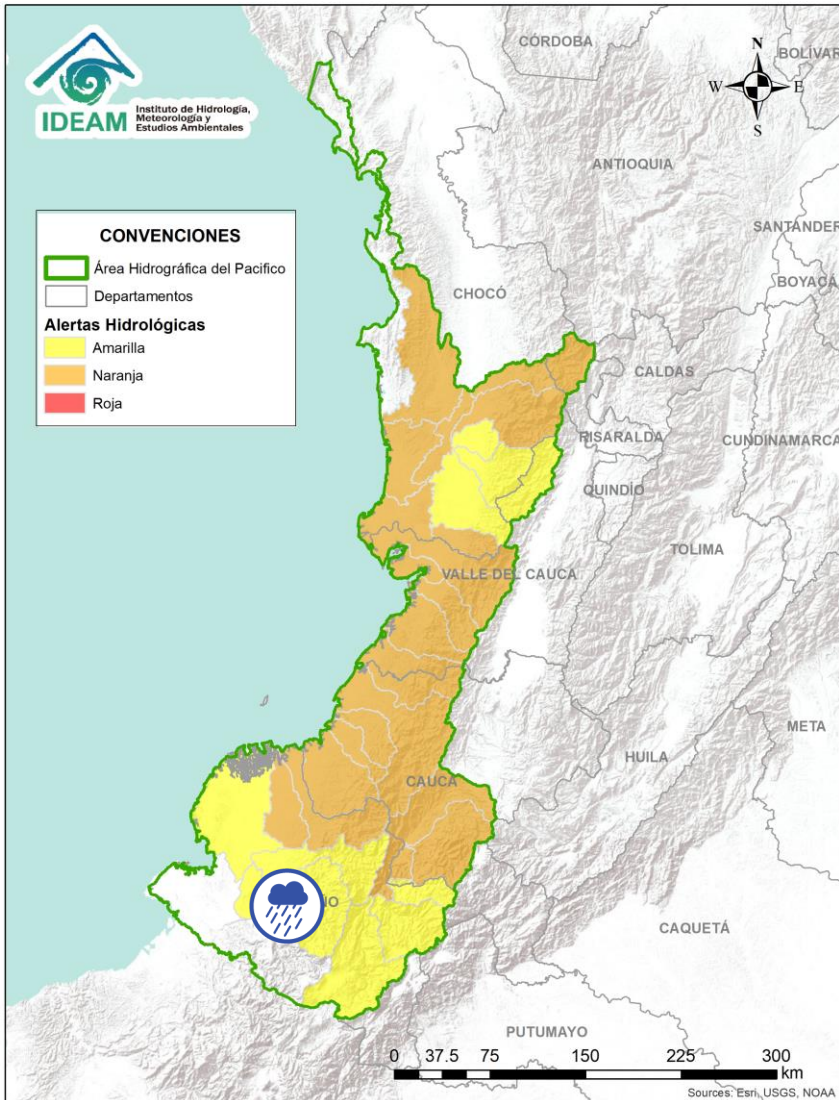 CÓRDOBA
BOLÍVAR
N
W E
S
IDEAM
Instituto de Hidrología,
Meteorología y
Estudios Ambientales
ANTIOQUIA
CONVENCIONES
Área Hidrográfica del Pacifico
Departamentos
Alertas Hidrológicas
Amarilla
Naranja
Roja
SANTANDER
BOYACÁ
CHOCÓ
CALDAS
RISARALDA
CUNDINAMARCA
QUINDÍO
TOLIMA
VALLE DEL CAUCA
META
HUILA
CAUCA
NO
CAQUETÁ
PUTUMAYO
0 37.5 75 150 225 300
km
Sources: Esri, USGS, NOAA